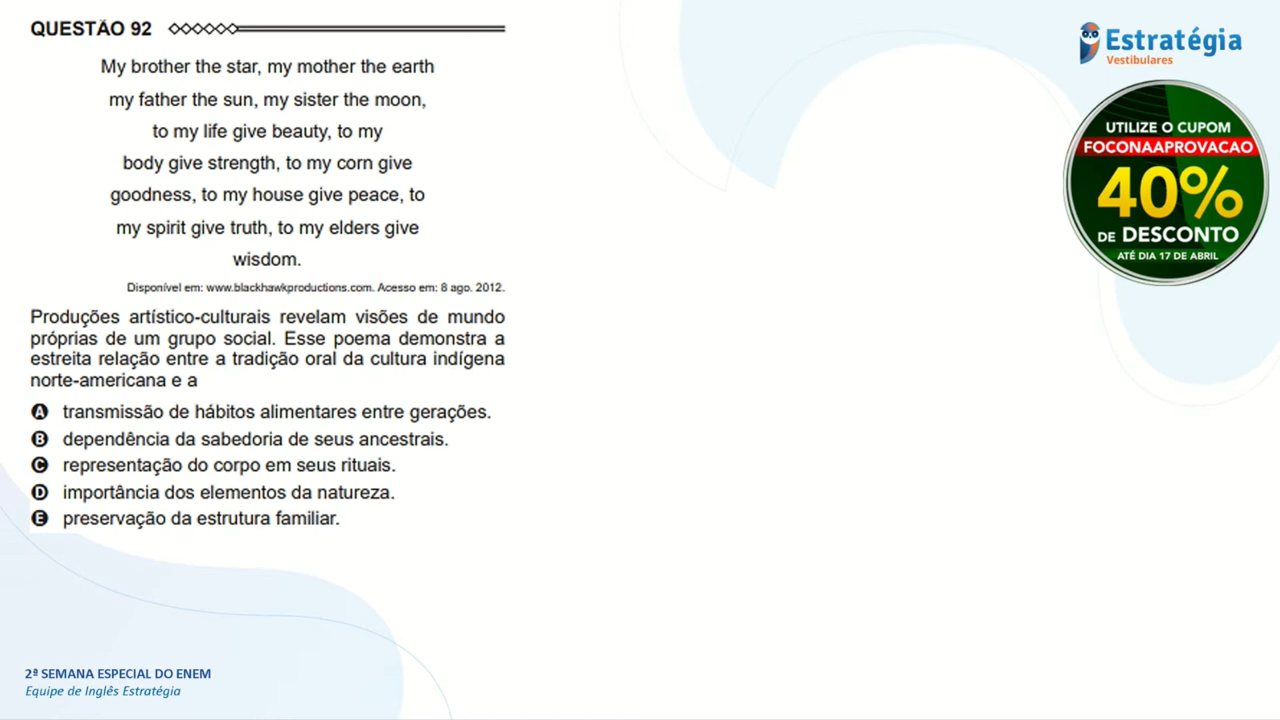 QUESTÃO 92
My brother the star, my mother the earth
my father the sun, my sister the moon,
to my life give beauty, to my
body give strength, to my corn give
goodness, to my house give peace, to
my spirit give truth, to my elders give
wisdom.
Disponível em: www.blackhawkproductions.com. Acesso em: 8 ago. 2012.
Produções artístico-culturais revelam visões de mundo
próprias de um grupo social. Esse poema demonstra a
estreita relação entre a tradição oral da cultura indígena
norte-americana e a
A transmissão de hábitos alimentares entre gerações.
B dependência da sabedoria de seus ancestrais.
C representação do corpo em seus rituais.
D importância dos elementos da natureza.
E preservação da estrutura familiar.
2ª SEMANA ESPECIAL DO ENEM
Equipe de Inglês Estratégia
Estratégia
Vestibulares
UTILIZE O CUPOM
FOCONAAPROVACAO
40%
DE DESCONTO
ATÉ DIA 17 DE ABRIL